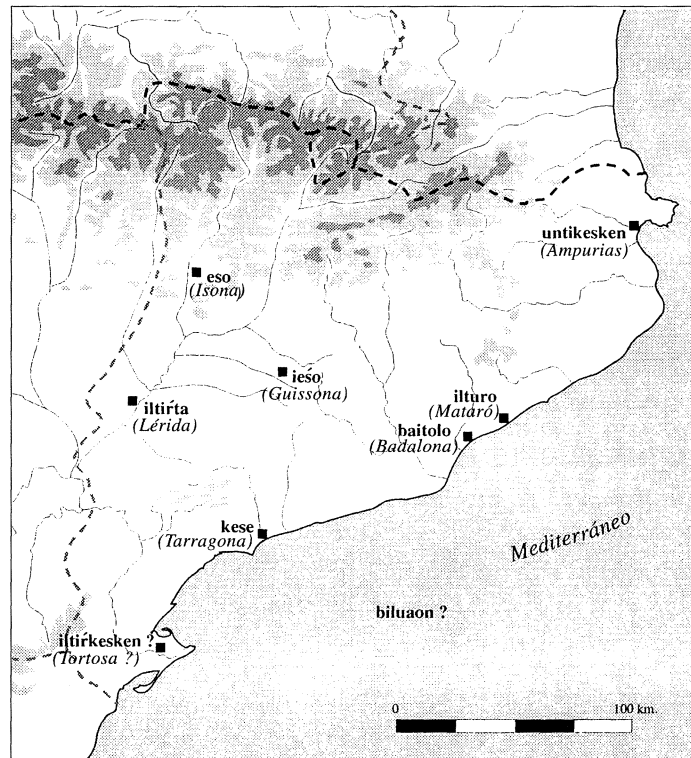 untikesken
(Ampurias)
eso
(Isona)
ieśo
(Guissona)
iltiŕta
(Lérida)
ilturo
(Mataró)
baitolo
(Badalona)
kese
(Tarragona)
Mediterráneo
biluaon ?
iltiŕkesken ?
(Tortosa ?)
0 100 km.